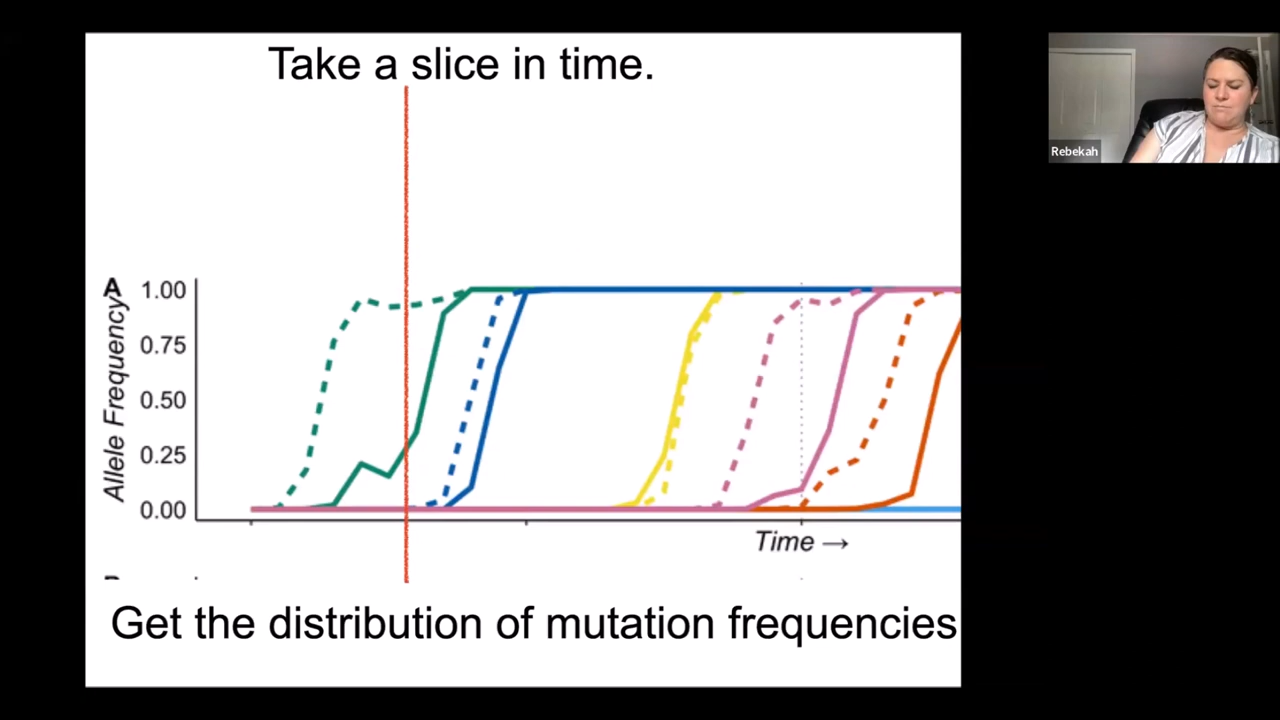 Take a slice in time.
Rebekah
A
Allele Frequency
1.00
0.75
0.50
0.25
0.00
Time →
Get the distribution of mutation frequencies